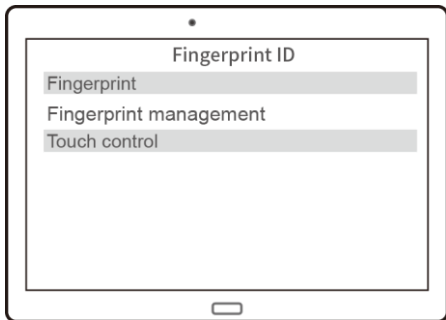 Fingerprint ID
Fingerprint
Fingerprint management
Touch control